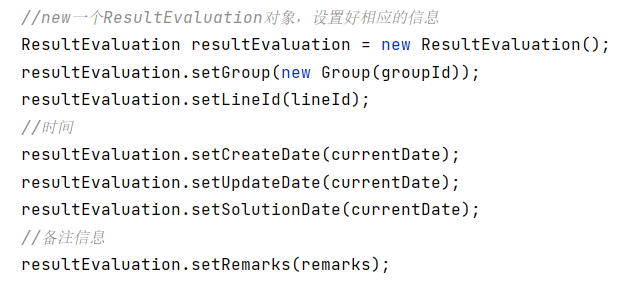 //new一个ResultEvaluation对象，设置好相应的信息
ResultEvaluation resultEvaluation = new ResultEvaluation();
resultEvaluation.setGroup(new Group(groupId));
resultEvaluation.setLineId(lineId);
//时间
resultEvaluation.setCreateDate(currentDate);
resultEvaluation.setUpdateDate(currentDate);
resultEvaluation.setSolutionDate(currentDate);
//备注信息
resultEvaluation.setRemarks(remarks);